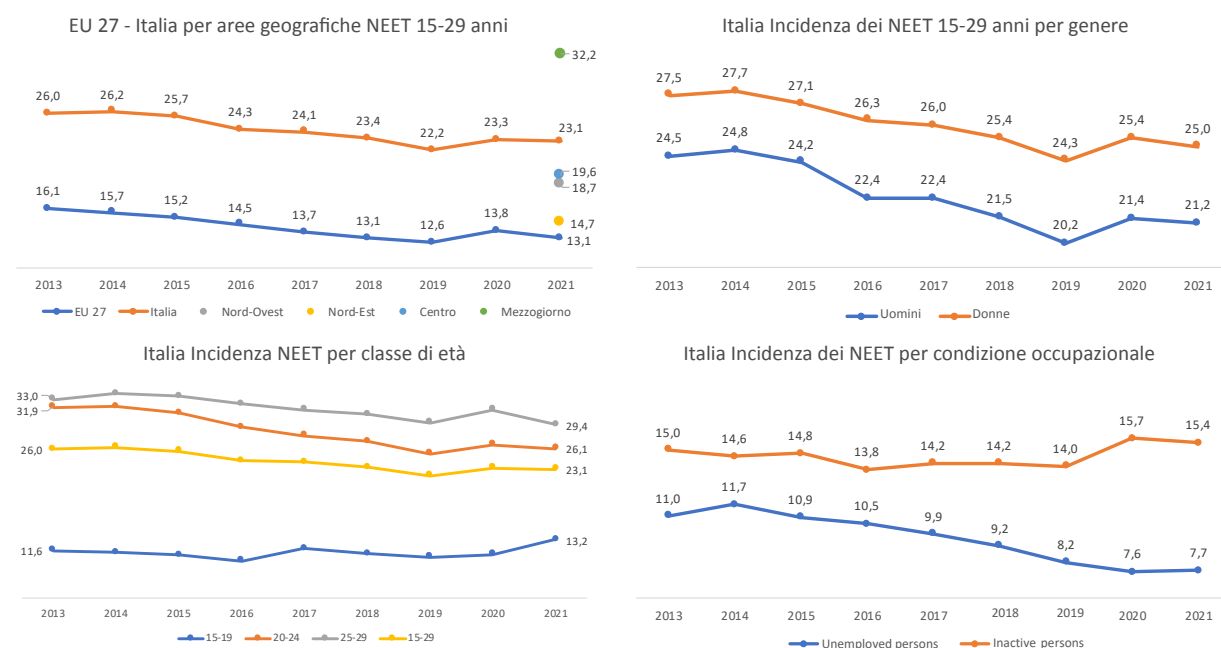 EU 27 - Italia per aree geografiche NEET 15-29 anni
32,2
26,0 26,2 25,7 24,3 24,1 23,4 22,2 23,3 23,1
19,6
18,7
16,1 15,7 15,2 14,5 13,7 13,1 12,6 13,8 14,7
13,1
2013 2014 2015 2016 2017 2018 2019 2020 2021
EU 27 Italia Nord-Ovest Nord-Est Centro Mezzogiorno
Italia Incidenza dei NEET 15-29 anni per genere
27,5 27,7 27,1 26,3 26,0 25,4 24,3 25,4 25,0
24,5 24,8 24,2 22,4 22,4 21,5 20,2 21,4 21,2
2013 2014 2015 2016 2017 2018 2019 2020 2021
Uomini Donne
Italia Incidenza NEET per classe di età
33,0
31,9
29,4
26,0 26,1
23,1
11,6 13,2
2013 2014 2015 2016 2017 2018 2019 2020 2021
15-19 20-24 25-29 15-29
Italia Incidenza dei NEET per condizione occupazionale
15,0 14,6 14,8 13,8 14,2 14,2 14,0 15,7 15,4
11,0 11,7 10,9 10,5 9,9 9,2 8,2 7,6 7,7
2013 2014 2015 2016 2017 2018 2019 2020 2021
Unemployed persons Inactive persons